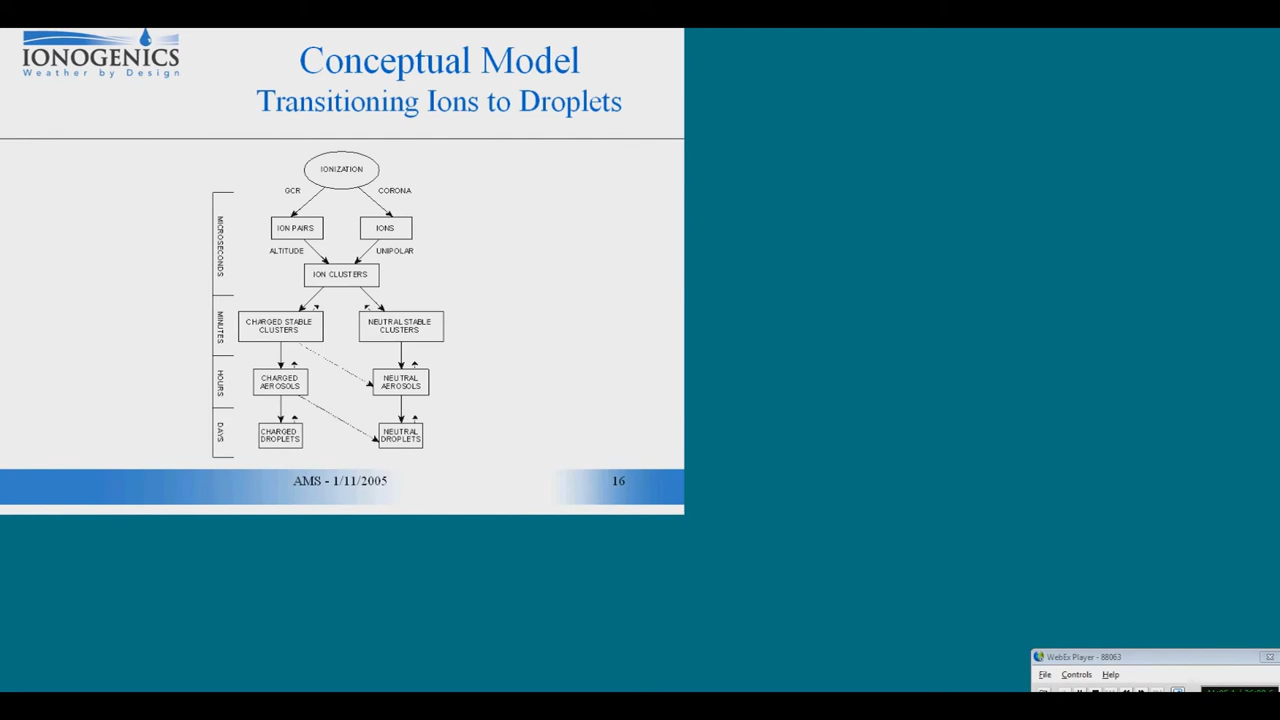 IONOGENICS
Weather by Design
Conceptual Model
Transitioning Ions to Droplets
IONIZATION
GCR
CORONA
MICROSECONDS
ION PAIRS
IONS
ALTITUDE
UNIPOLAR
ION CLUSTERS
MINUTES
CHARGED STABLE
CLUSTERS
NEUTRAL STABLE
CLUSTERS
HOURS
CHARGED
AEROSOLS
NEUTRAL
AEROSOLS
DAYS
CHARGED
DROPLETS
NEUTRAL
DROPLETS
AMS - 1/11/2005
16
WebEx Player - 88063
File Controls Help